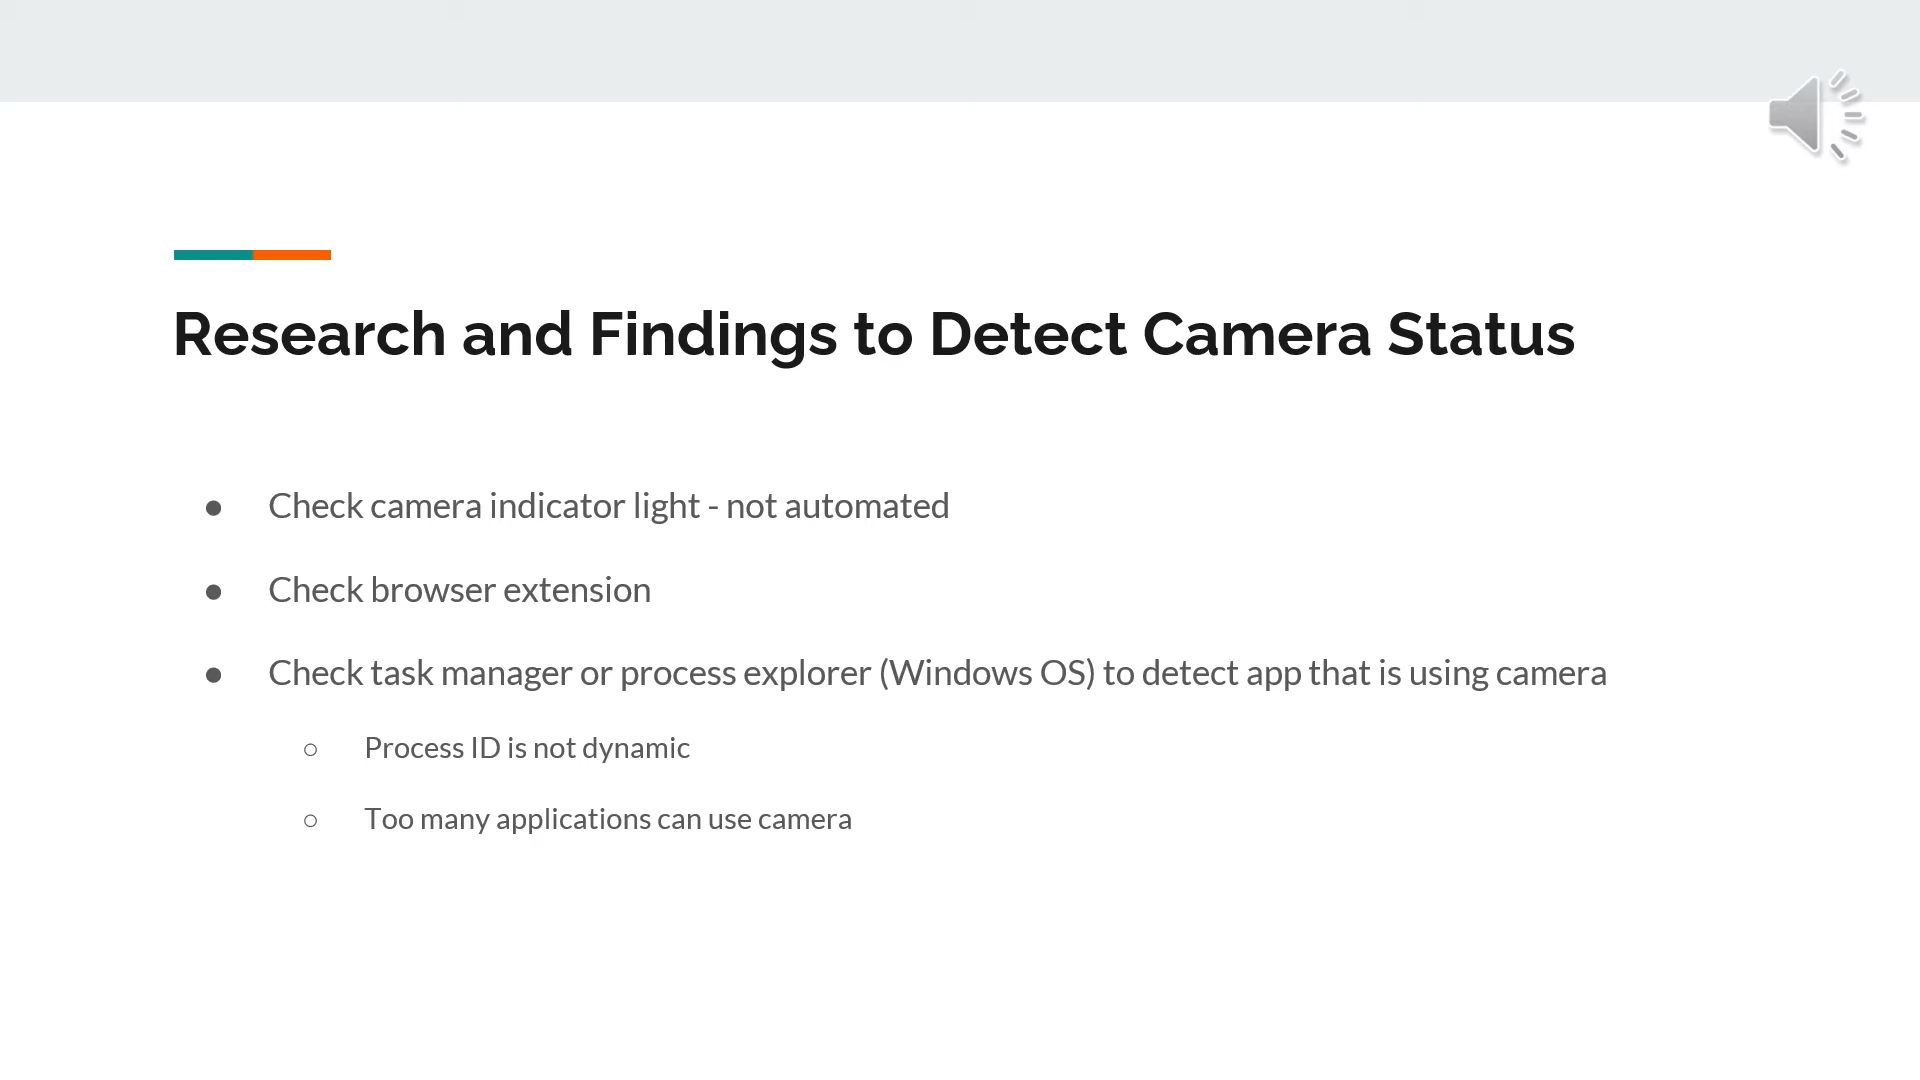 Research and Findings to Detect Camera Status
● Check camera indicator light - not automated
● Check browser extension
● Check task manager or process explorer (Windows OS) to detect app that is using camera
○ Process ID is not dynamic
○ Too many applications can use camera